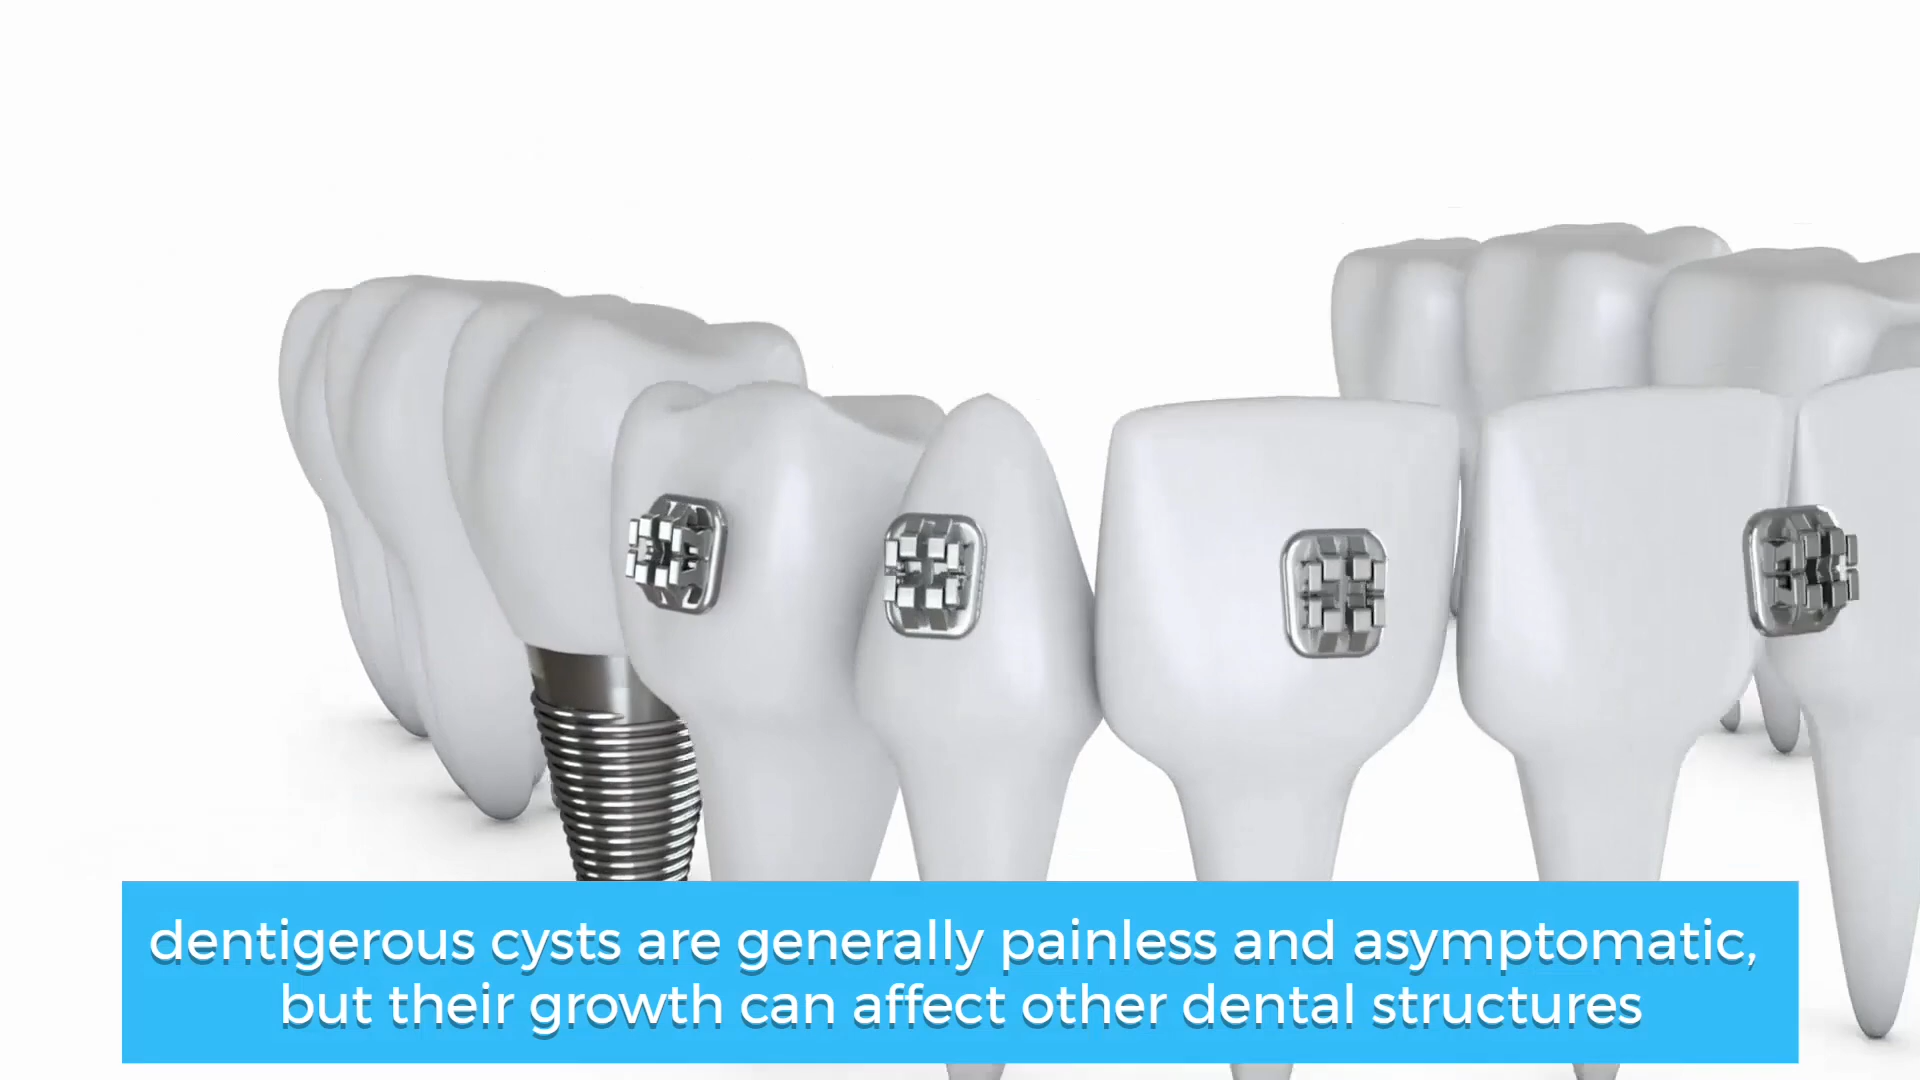 dentigerous cysts are generally painless and asymptomatic,
but their growth can affect other dental structures